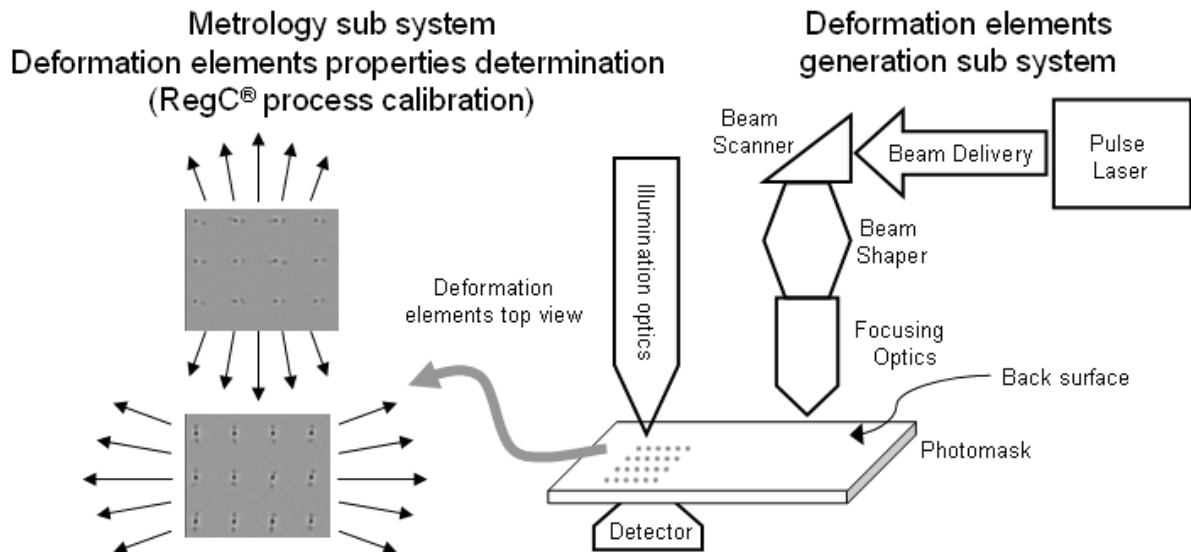 Metrology sub system
Deformation elements properties determination
(RegC® process calibration)
Deformation elements
generation sub system
Beam
Scanner
Beam Delivery
Pulse
Laser
Illumination optics
Beam
Shaper
Deformation
elements top view
Focusing
Optics
Back surface
Photomask
Detector